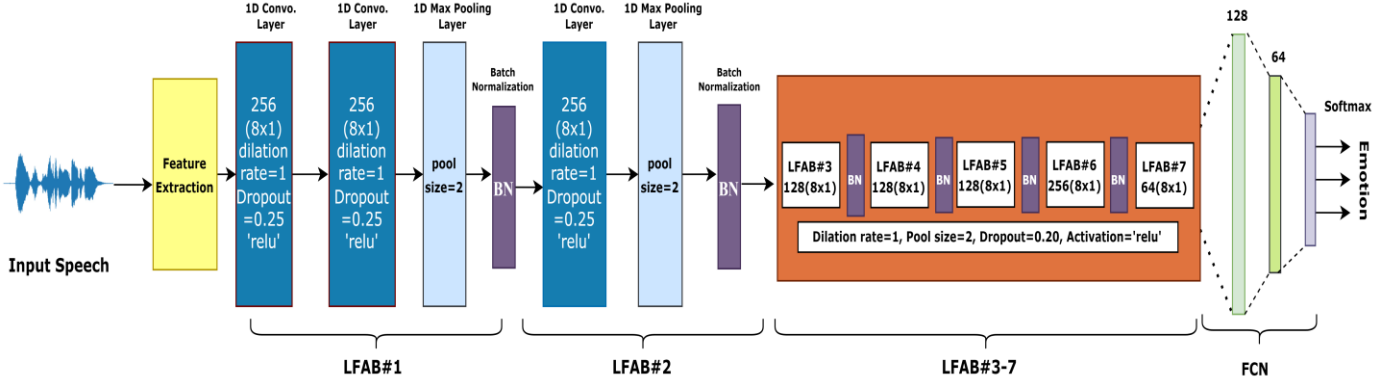 Input Speech
Feature
Extraction
1D Convo.
Layer
256
(8x1)
dilation
rate=1
Dropout
=0.25
'relu'
1D Convo.
Layer
256
(8x1)
dilation
rate=1
Dropout
=0.25
'relu'
1D Max Pooling
Layer
pool
size=2
Batch
Normalization
BN
LFAB#1
1D Convo.
Layer
256
(8x1)
dilation
rate=1
Dropout
=0.25
'relu'
1D Max Pooling
Layer
pool
size=2
Batch
Normalization
BN
LFAB#2
LFAB#3
128(8x1)
BN
LFAB#4
128(8x1)
BN
LFAB#5
128(8x1)
BN
LFAB#6
256(8x1)
BN
LFAB#7
64(8x1)
Dilation rate=1, Pool size=2, Dropout=0.20, Activation='relu'
LFAB#3-7
128
64
Softmax
Emotion
FCN